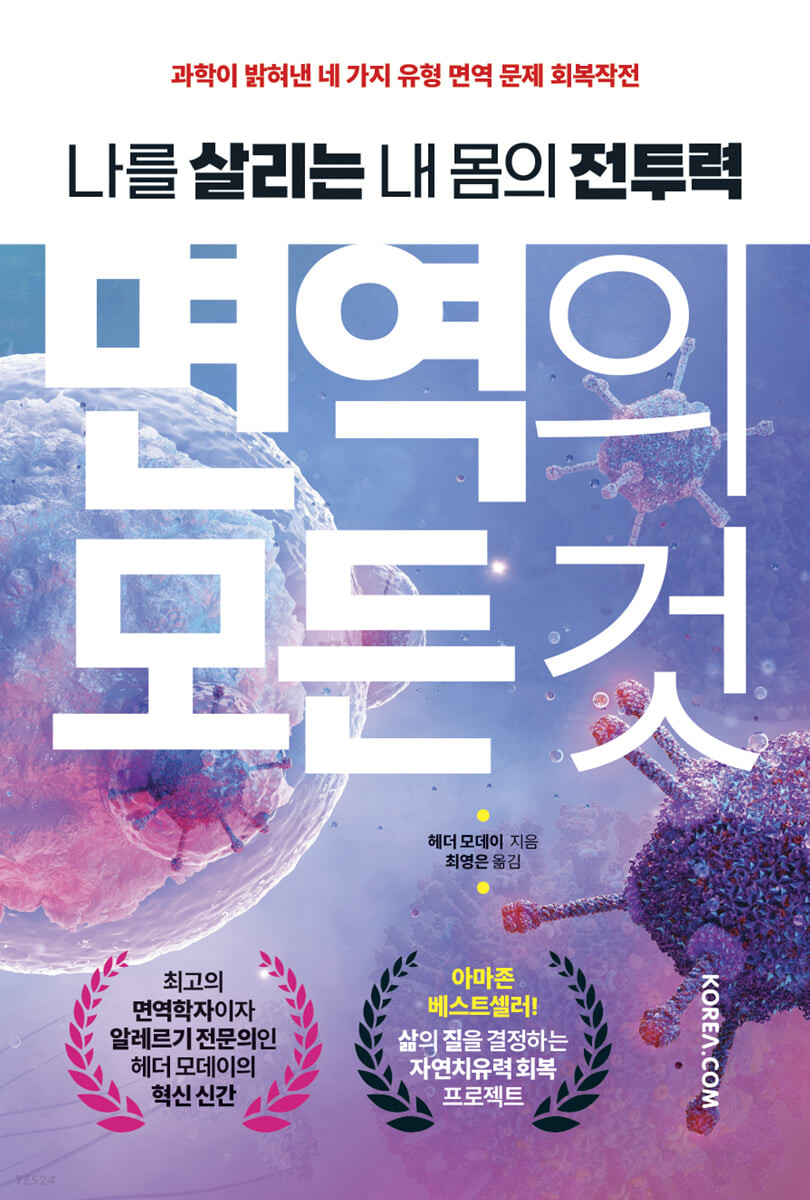 과학이 밝혀낸 네 가지 유형 면역 문제 회복작전
나를 살리는 내 몸의 전투력
면역의
모든 것
헤더 모데이 지음
최영은 옮김
최고의
면역학자이자
알레르기 전문의인
헤더 모데이의
혁신 신간
아마존
베스트셀러!
삶의 질을 결정하는
자연치유력 회복
프로젝트
KOREA.COM
YES24